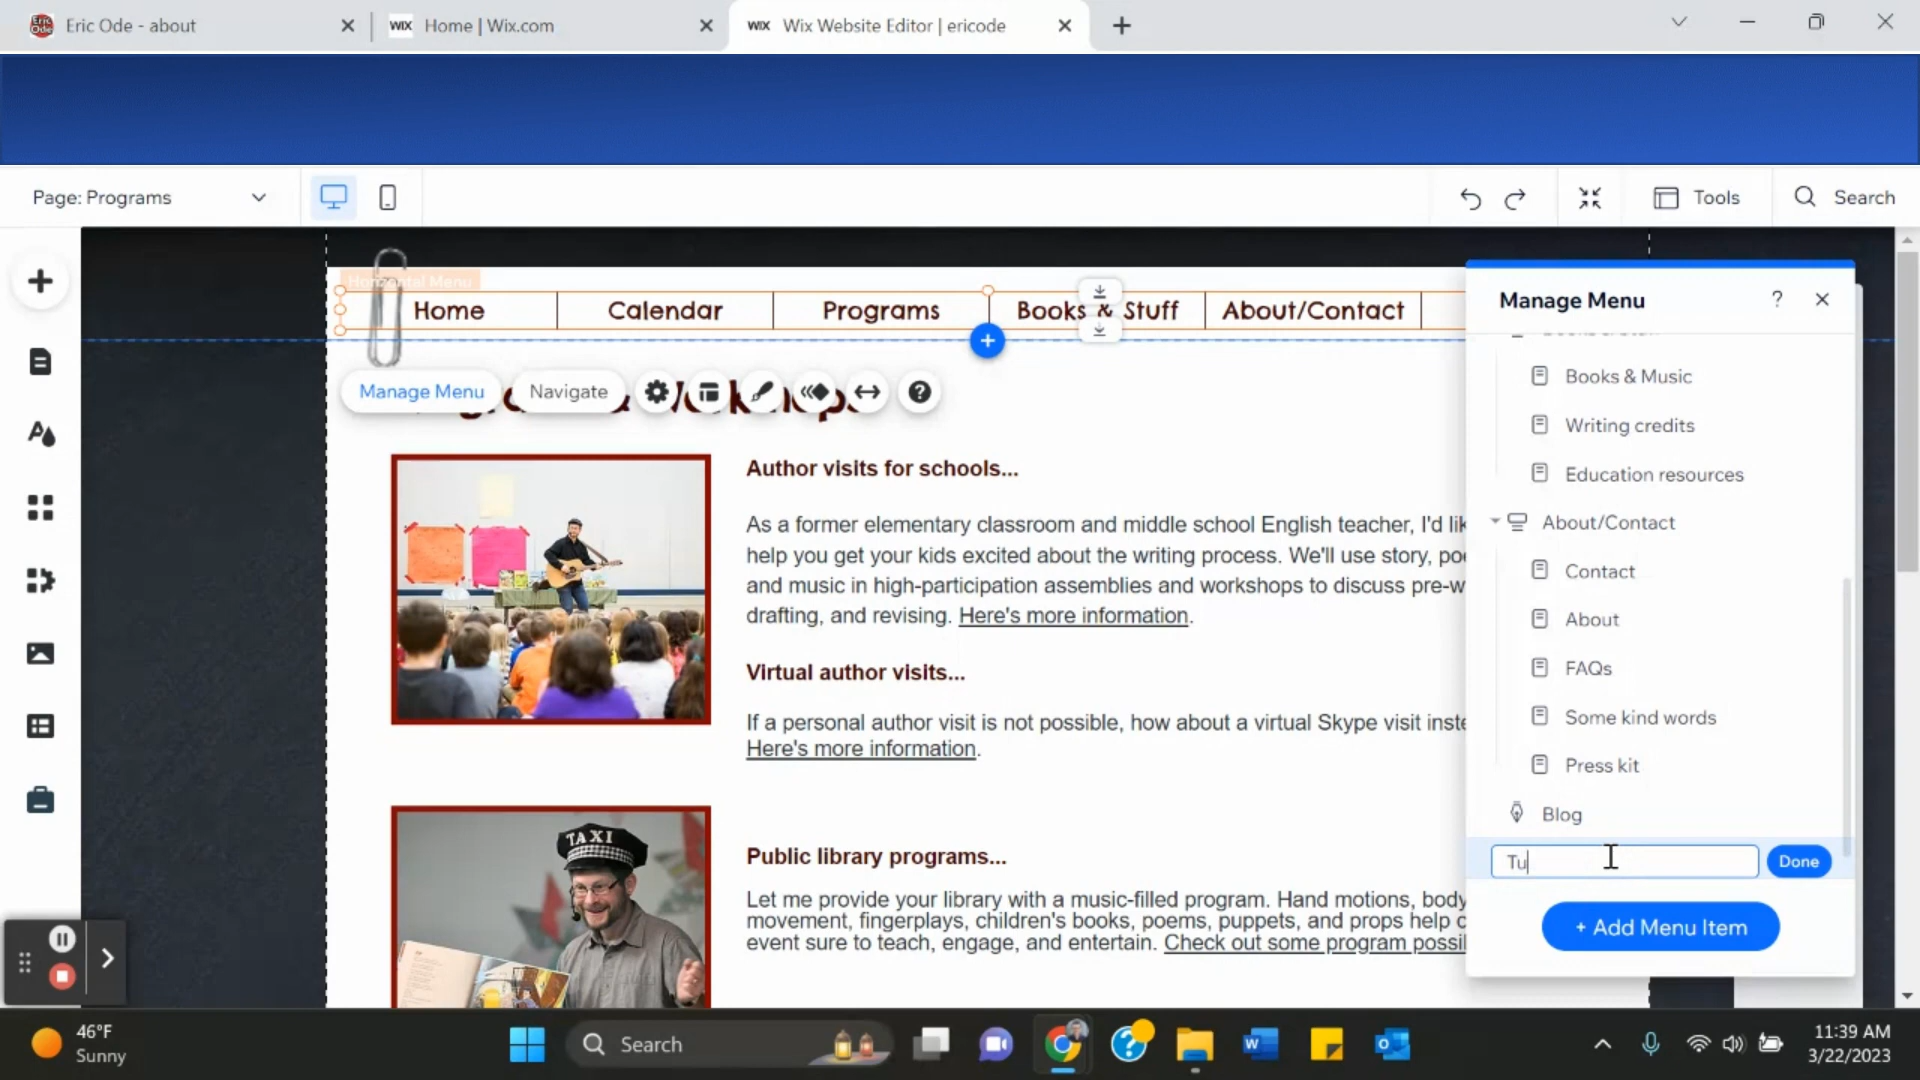 Eric Ode - about
WIX Home | Wix.com
WIX Wix Website Editor | ericode
Page: Programs
Tools
Search
Horizontal Menu
Home
Calendar
Programs
Books & Stuff
About/Contact
Manage Menu
Navigate
Author visits for schools...
As a former elementary classroom and middle school English teacher, I'd
help you get your kids excited about the writing process. We'll use story,
and music in high-participation assemblies and workshops to discuss
drafting, and revising. Here's more information.
Virtual author visits...
If a personal author visit is not possible, how about a virtual Skype visit
Here's more information.
TAXI
Public library programs...
Let me provide your library with a music-filled program. Hand motions, body
movement, fingerplays, children's books, poems, puppets, and props help
event sure to teach, engage, and entertain. Check out some program
Manage Menu ?
Books & Music
Writing credits
Education resources
About/Contact
Contact
About
FAQs
Some kind words
Press kit
Blog
Tu
Done
+ Add Menu Item
46°F
Sunny
Search
11:39 AM
3/22/2023